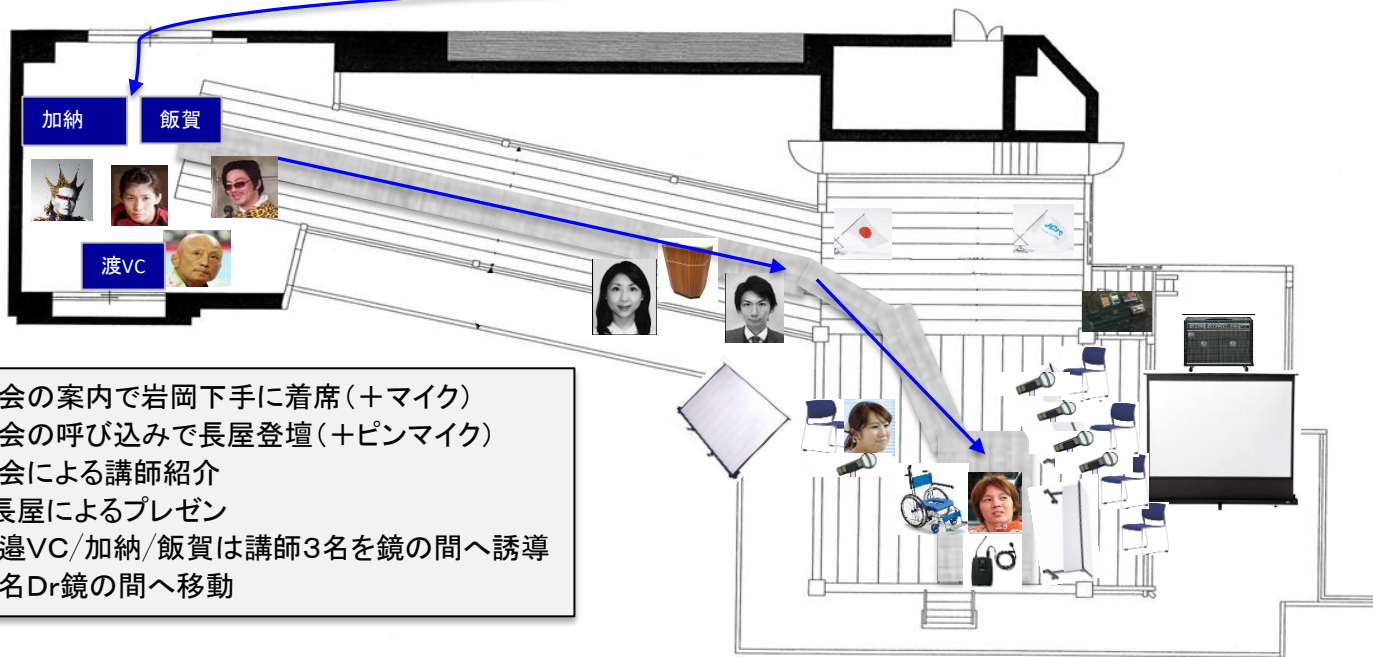 加納
飯賀
渡VC
会の案内で岩岡下手に着席(+マイク)
会の呼び込みで長屋登壇(+ピンマイク)
会による講師紹介
長屋によるプレゼン
邉VC/加納/飯賀は講師3名を鏡の間へ誘導
名Dr鏡の間へ移動